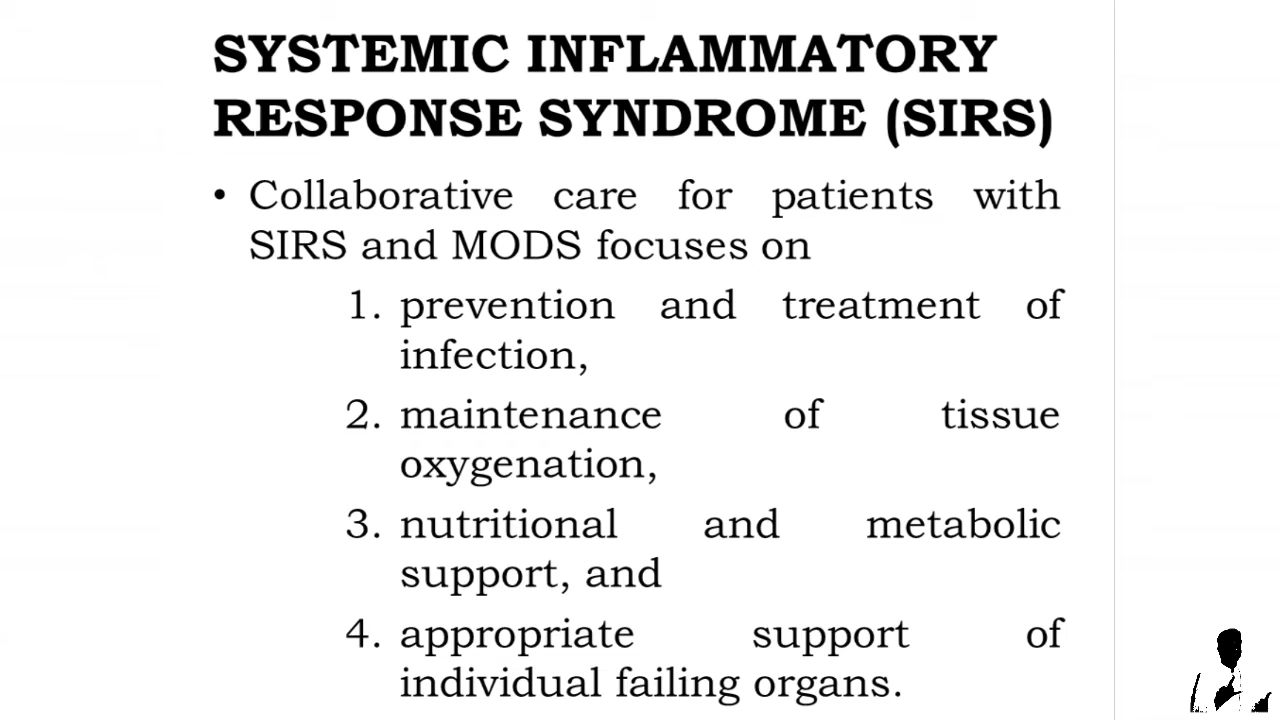 SYSTEMIC INFLAMMATORY
RESPONSE SYNDROME (SIRS)
• Collaborative care for patients with
SIRS and MODS focuses on
1. prevention and treatment of
infection,
2. maintenance of tissue
oxygenation,
3. nutritional and metabolic
support, and
4. appropriate support of
individual failing organs.